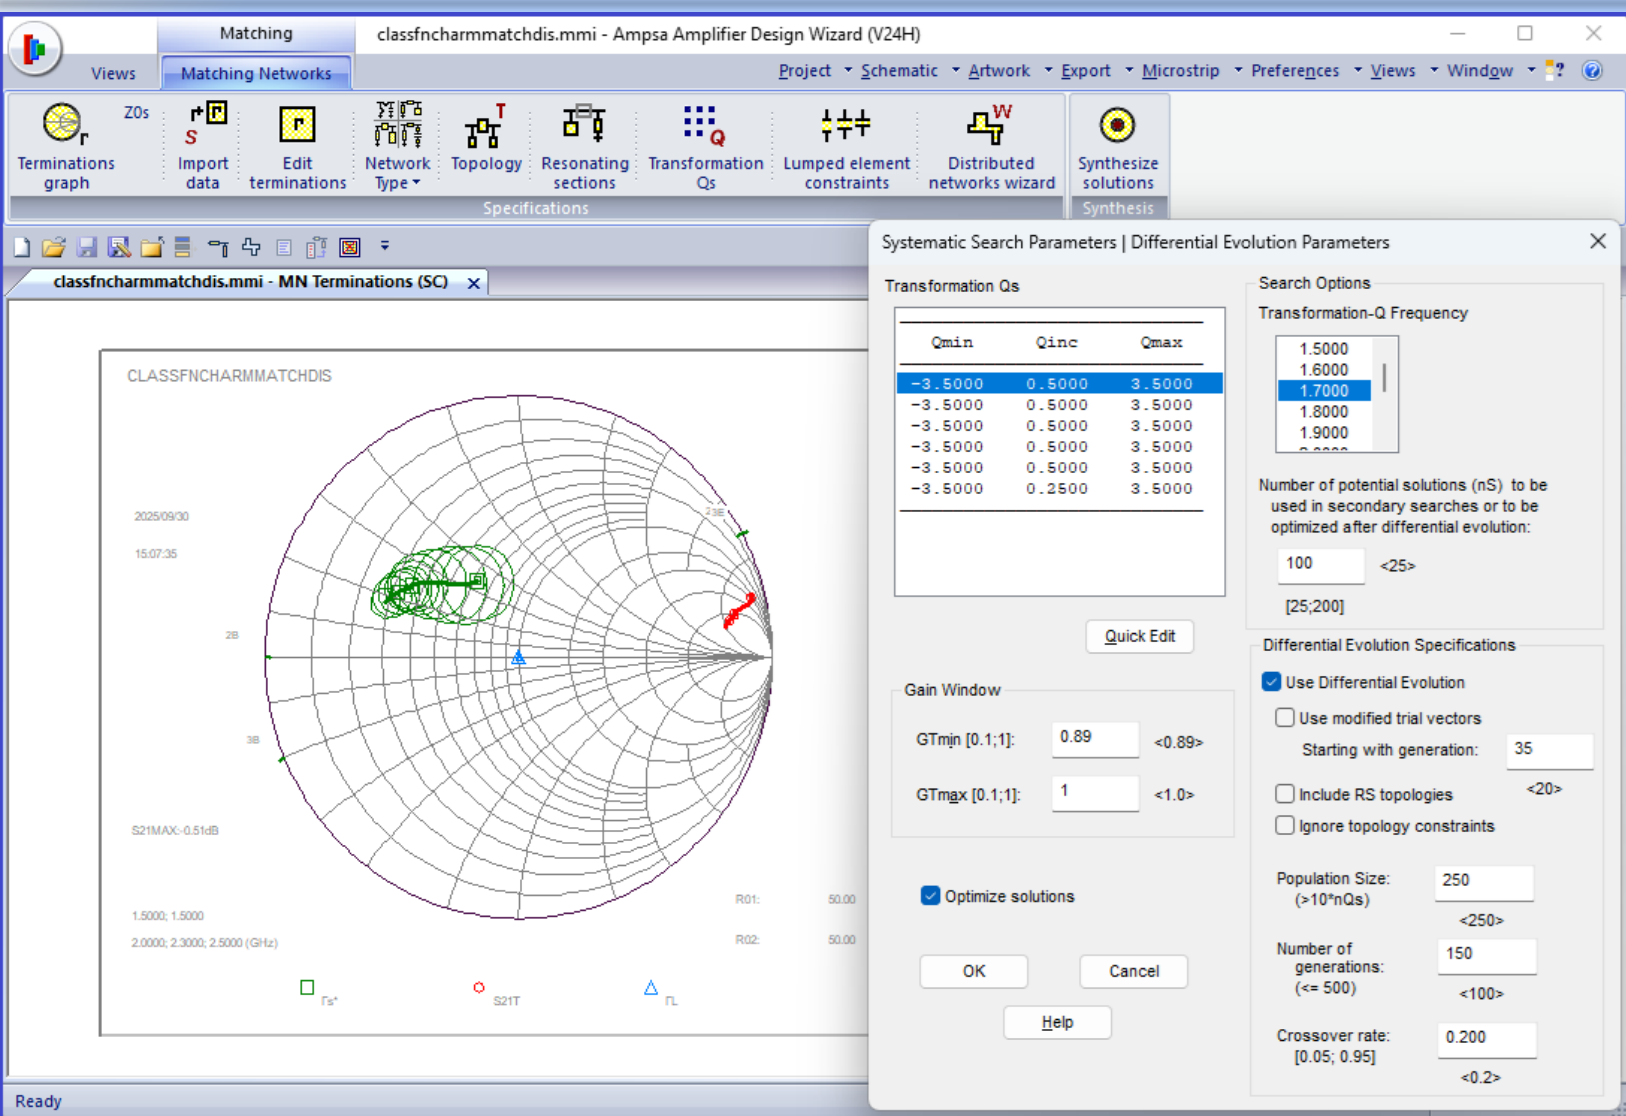 Matching
classfncharmmatchdis.mmi - Ampsa Amplifier Design Wizard (V24H)
Views
Matching Networks
Project
Schematic
Artwork
Export
Microstrip
Preferences
Views
Window
?
Terminations graph
Z0s
Import data
Edit terminations
Network Type
Topology
Resonating sections
Transformation Qs
Lumped element constraints
Distributed networks wizard
Synthesize solutions
Specifications
Synthesis
classfncharmmatchdis.mmi - MN Terminations (SC)
CLASSFNCHARMMATCHDIS
2025/09/30
15:07:35
2B
3B
S21MAX:-0.51dB
1.5000; 1.5000
2.0000; 2.3000; 2.5000 (GHz)
R01: 50.00
R02: 50.00
Γs*
S21T
ΓL
Ready
Systematic Search Parameters | Differential Evolution Parameters
Transformation Qs
Qmin Qinc Qmax
-3.5000 0.5000 3.5000
-3.5000 0.5000 3.5000
-3.5000 0.5000 3.5000
-3.5000 0.5000 3.5000
-3.5000 0.5000 3.5000
-3.5000 0.2500 3.5000
Quick Edit
Gain Window
GTmin [0.1;1]: 0.89 <0.89>
GTmax [0.1;1]: 1 <1.0>
Optimize solutions
OK
Cancel
Help
Search Options
Transformation-Q Frequency
1.5000
1.6000
1.7000
1.8000
1.9000
Number of potential solutions (nS) to be
used in secondary searches or to be
optimized after differential evolution:
100 <25>
[25;200]
Differential Evolution Specifications
Use Differential Evolution
Use modified trial vectors
Starting with generation: 35
<20>
Include RS topologies
Ignore topology constraints
Population Size: 250
(>10*nQs)
<250>
Number of
generations: 150
(<= 500)
<100>
Crossover rate: 0.200
[0.05; 0.95]
<0.2>